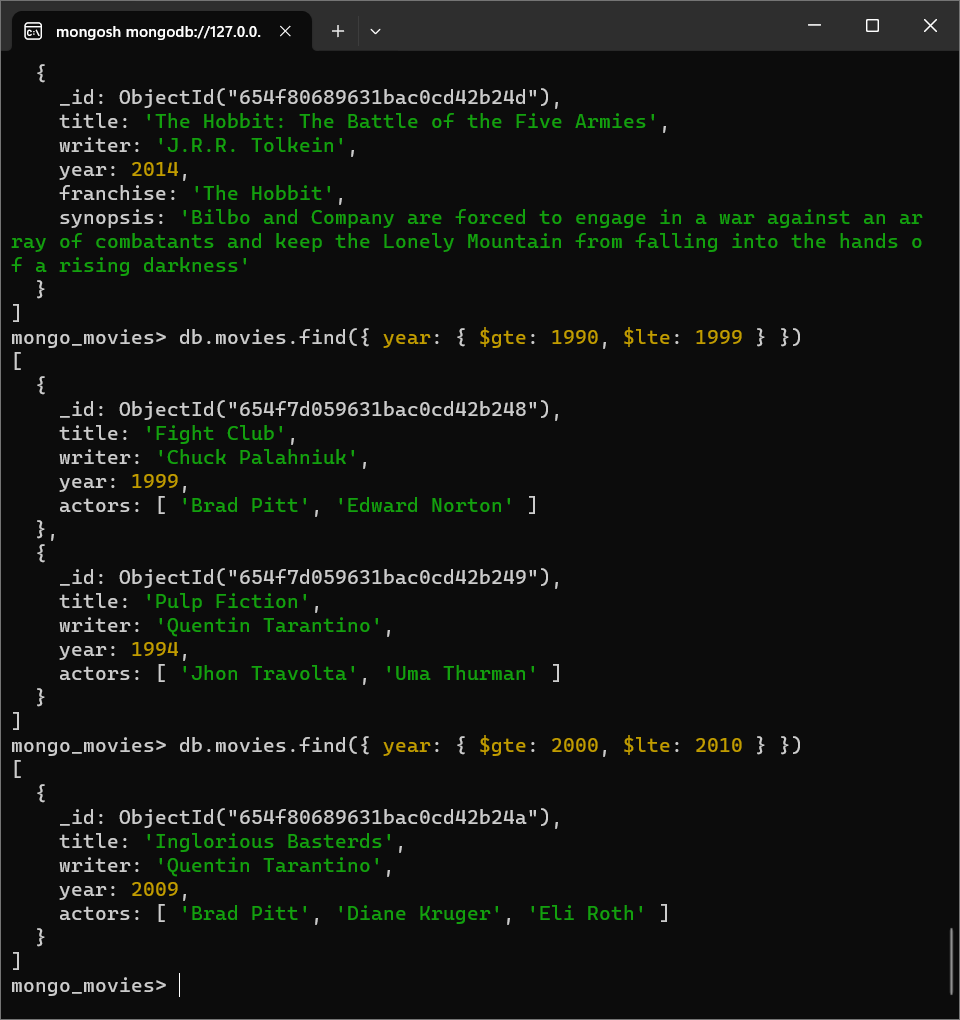 mongosh mongodb://127.0.0.
{
_id: ObjectId("654f80689631bac0cd42b24d"),
title: 'The Hobbit: The Battle of the Five Armies',
writer: 'J.R.R. Tolkein',
year: 2014,
franchise: 'The Hobbit',
synopsis: 'Bilbo and Company are forced to engage in a war against an ar
ray of combatants and keep the Lonely Mountain from falling into the hands o
f a rising darkness'
}
]
mongo_movies> db.movies.find({ year: { $gte: 1990, $lte: 1999 } })
[
{
_id: ObjectId("654f7d059631bac0cd42b248"),
title: 'Fight Club',
writer: 'Chuck Palahniuk',
year: 1999,
actors: [ 'Brad Pitt', 'Edward Norton' ]
},
{
_id: ObjectId("654f7d059631bac0cd42b249"),
title: 'Pulp Fiction',
writer: 'Quentin Tarantino',
year: 1994,
actors: [ 'Jhon Travolta', 'Uma Thurman' ]
}
]
mongo_movies> db.movies.find({ year: { $gte: 2000, $lte: 2010 } })
[
{
_id: ObjectId("654f80689631bac0cd42b24a"),
title: 'Inglorious Basterds',
writer: 'Quentin Tarantino',
year: 2009,
actors: [ 'Brad Pitt', 'Diane Kruger', 'Eli Roth' ]
}
]
mongo_movies>